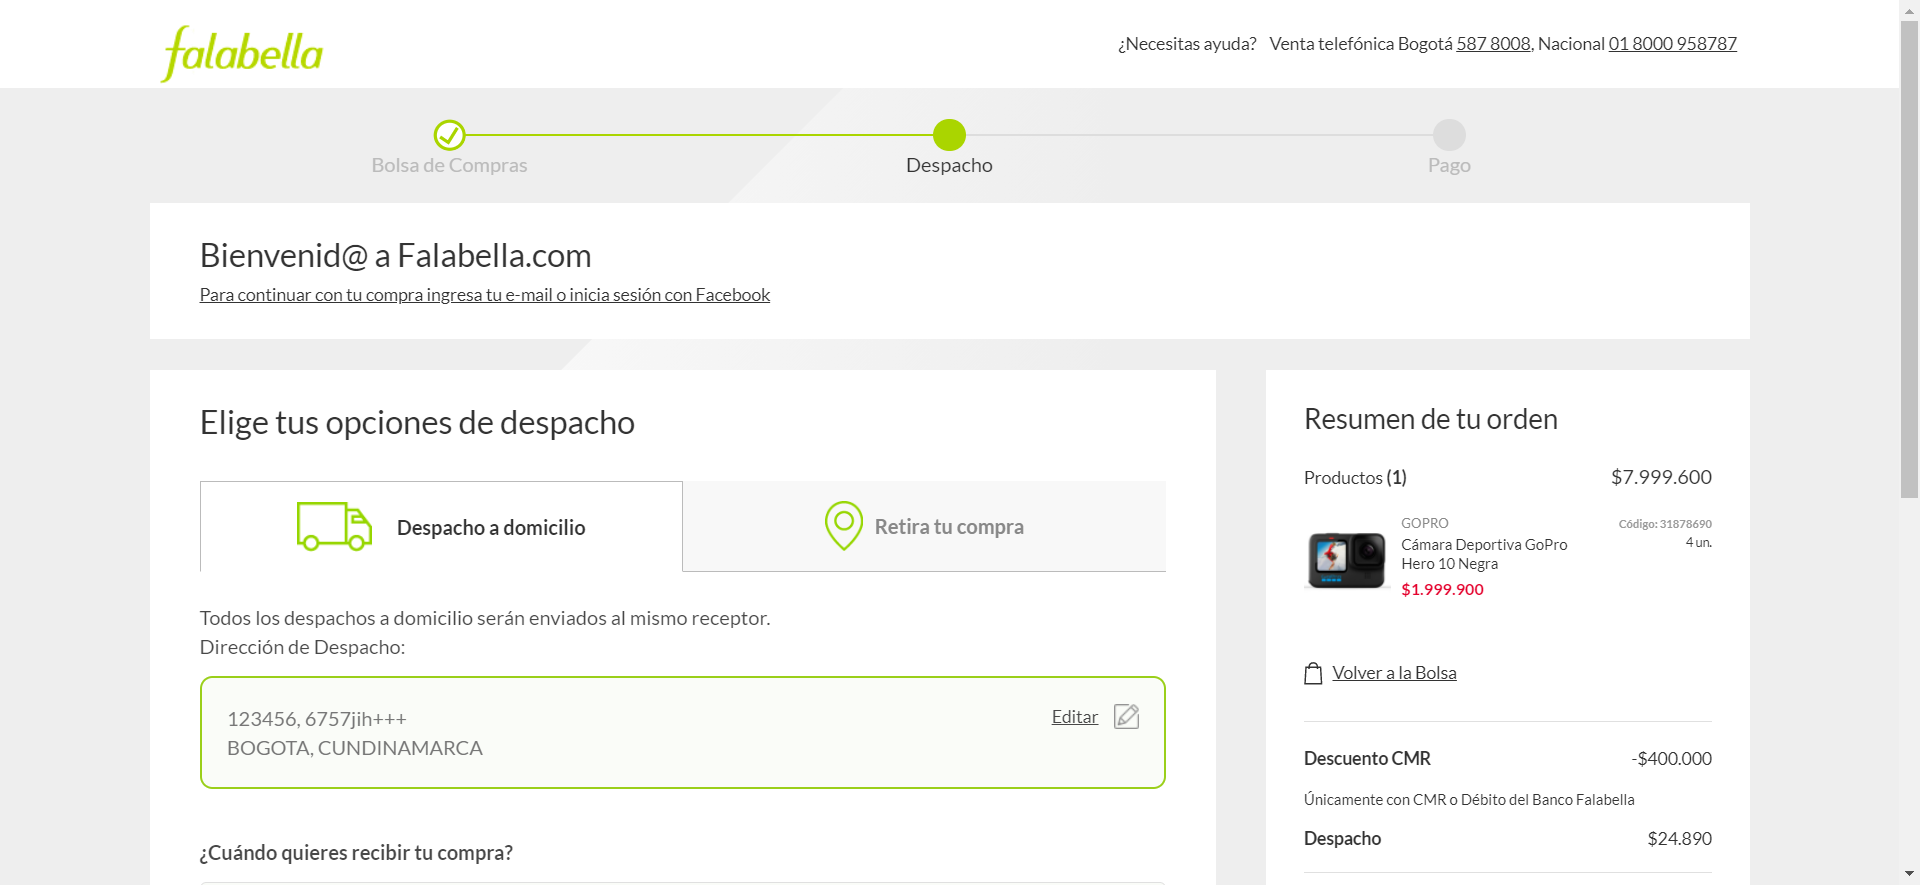 falabella
¿Necesitas ayuda? Venta telefónica Bogotá 587 8008, Nacional 01 8000 958787
Bolsa de Compras
Despacho
Pago
Bienvenid@ a Falabella.com
Para continuar con tu compra ingresa tu e-mail o inicia sesión con Facebook
Elige tus opciones de despacho
Despacho a domicilio
Retira tu compra
Todos los despachos a domicilio serán enviados al mismo receptor.
Dirección de Despacho:
123456, 6757jih+++
BOGOTA, CUNDINAMARCA
Editar
¿Cuándo quieres recibir tu compra?
Resumen de tu orden
Productos (1) $7.999.600
GOPRO
Código: 31878690
4 un.
Cámara Deportiva GoPro
Hero 10 Negra
$1.999.900
Volver a la Bolsa
Descuento CMR -$400.000
Únicamente con CMR o Débito del Banco Falabella
Despacho $24.890